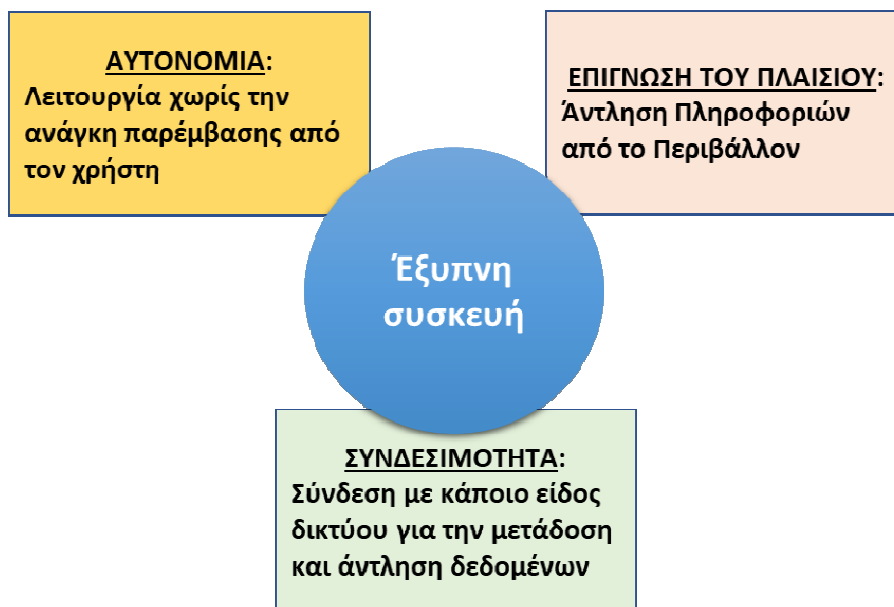 ΑΥΤΟΝΟΜΙΑ:
Λειτουργία χωρίς την
ανάγκη παρέμβασης από
τον χρήστη
ΕΠΙΓΝΩΣΗ ΤΟΥ ΠΛΑΙΣΙΟΥ:
Άντληση Πληροφοριών
από το Περιβάλλον
Έξυπνη
συσκευή
ΣΥΝΔΕΣΙΜΟΤΗΤΑ:
Σύνδεση με κάποιο είδος
δικτύου για την μετάδοση
και άντληση δεδομένων